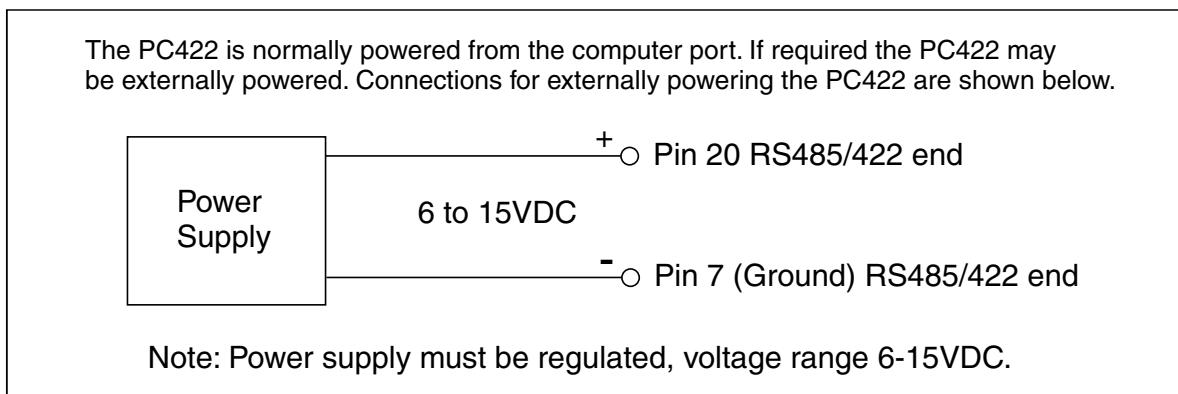 The PC422 is normally powered from the computer port. If required the PC422 may
be externally powered. Connections for externally powering the PC422 are shown below.
+
Pin 20 RS485/422 end
Power
Supply
6 to 15VDC
-
Pin 7 (Ground) RS485/422 end
Note: Power supply must be regulated, voltage range 6-15VDC.